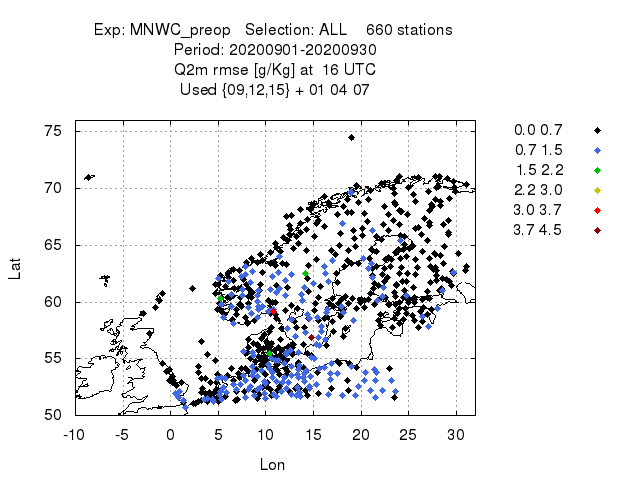 Exp: MNWC_preop   Selection: ALL    660 stations
Period: 20200901-20200930
Q2m rmse [g/Kg] at  16 UTC
Used {09,12,15} + 01 04 07
0.0 0.7
0.7 1.5
1.5 2.2
2.2 3.0
3.0 3.7
3.7 4.5
75
70
65
60
55
50
Lat
-10 -5 0 5 10 15 20 25 30
Lon